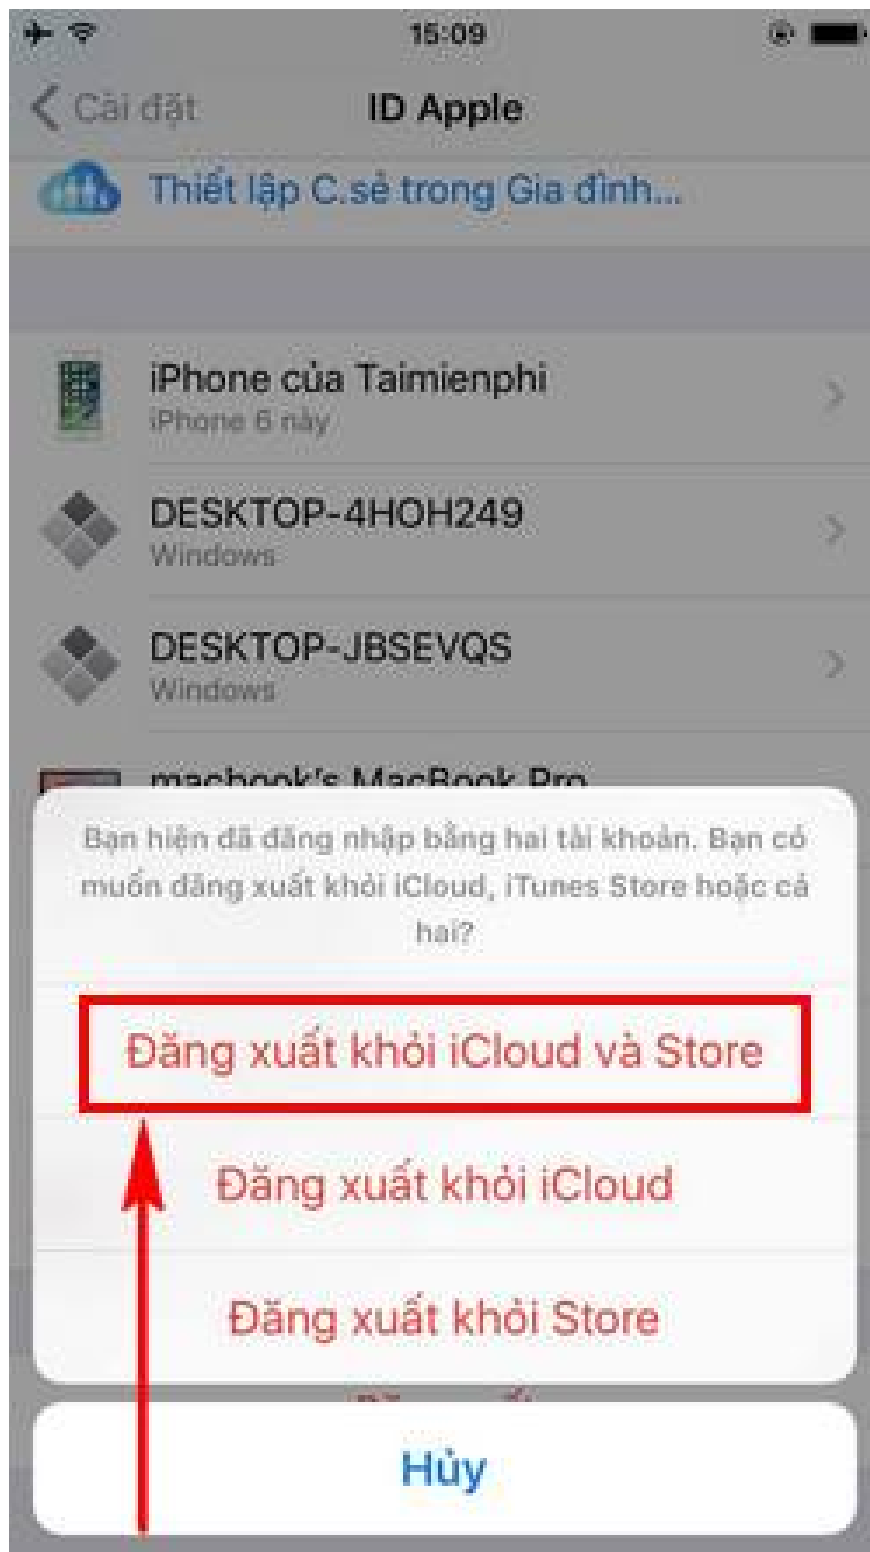 15:09
Cài đặt
ID Apple
Thiết lập C.sẻ trong Gia đình...
iPhone của Taimienphi
iPhone 6 này
DESKTOP-4HOH249
Windows
DESKTOP-JBSEVQS
Windows
macbook's MacBook Pro
Bạn hiện đã đăng nhập bằng hai tài khoản. Bạn có
muốn đăng xuất khỏi iCloud, iTunes Store hoặc cả
hai?
Đăng xuất khỏi iCloud và Store
Đăng xuất khỏi iCloud
Đăng xuất khỏi Store
Hủy